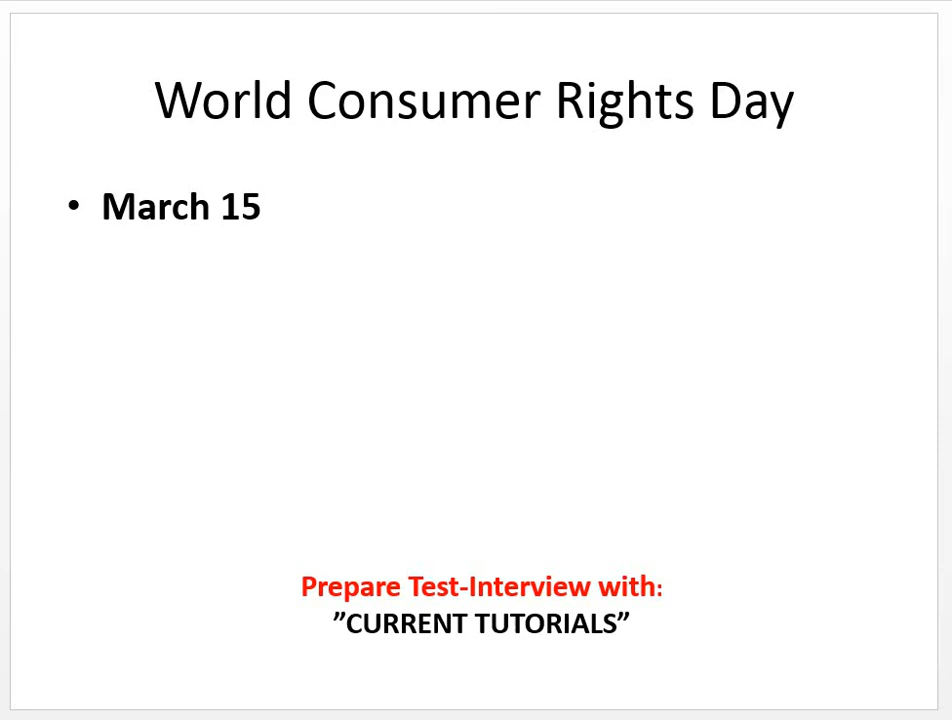 World Consumer Rights Day
• March 15
Prepare Test-Interview with:
”CURRENT TUTORIALS”